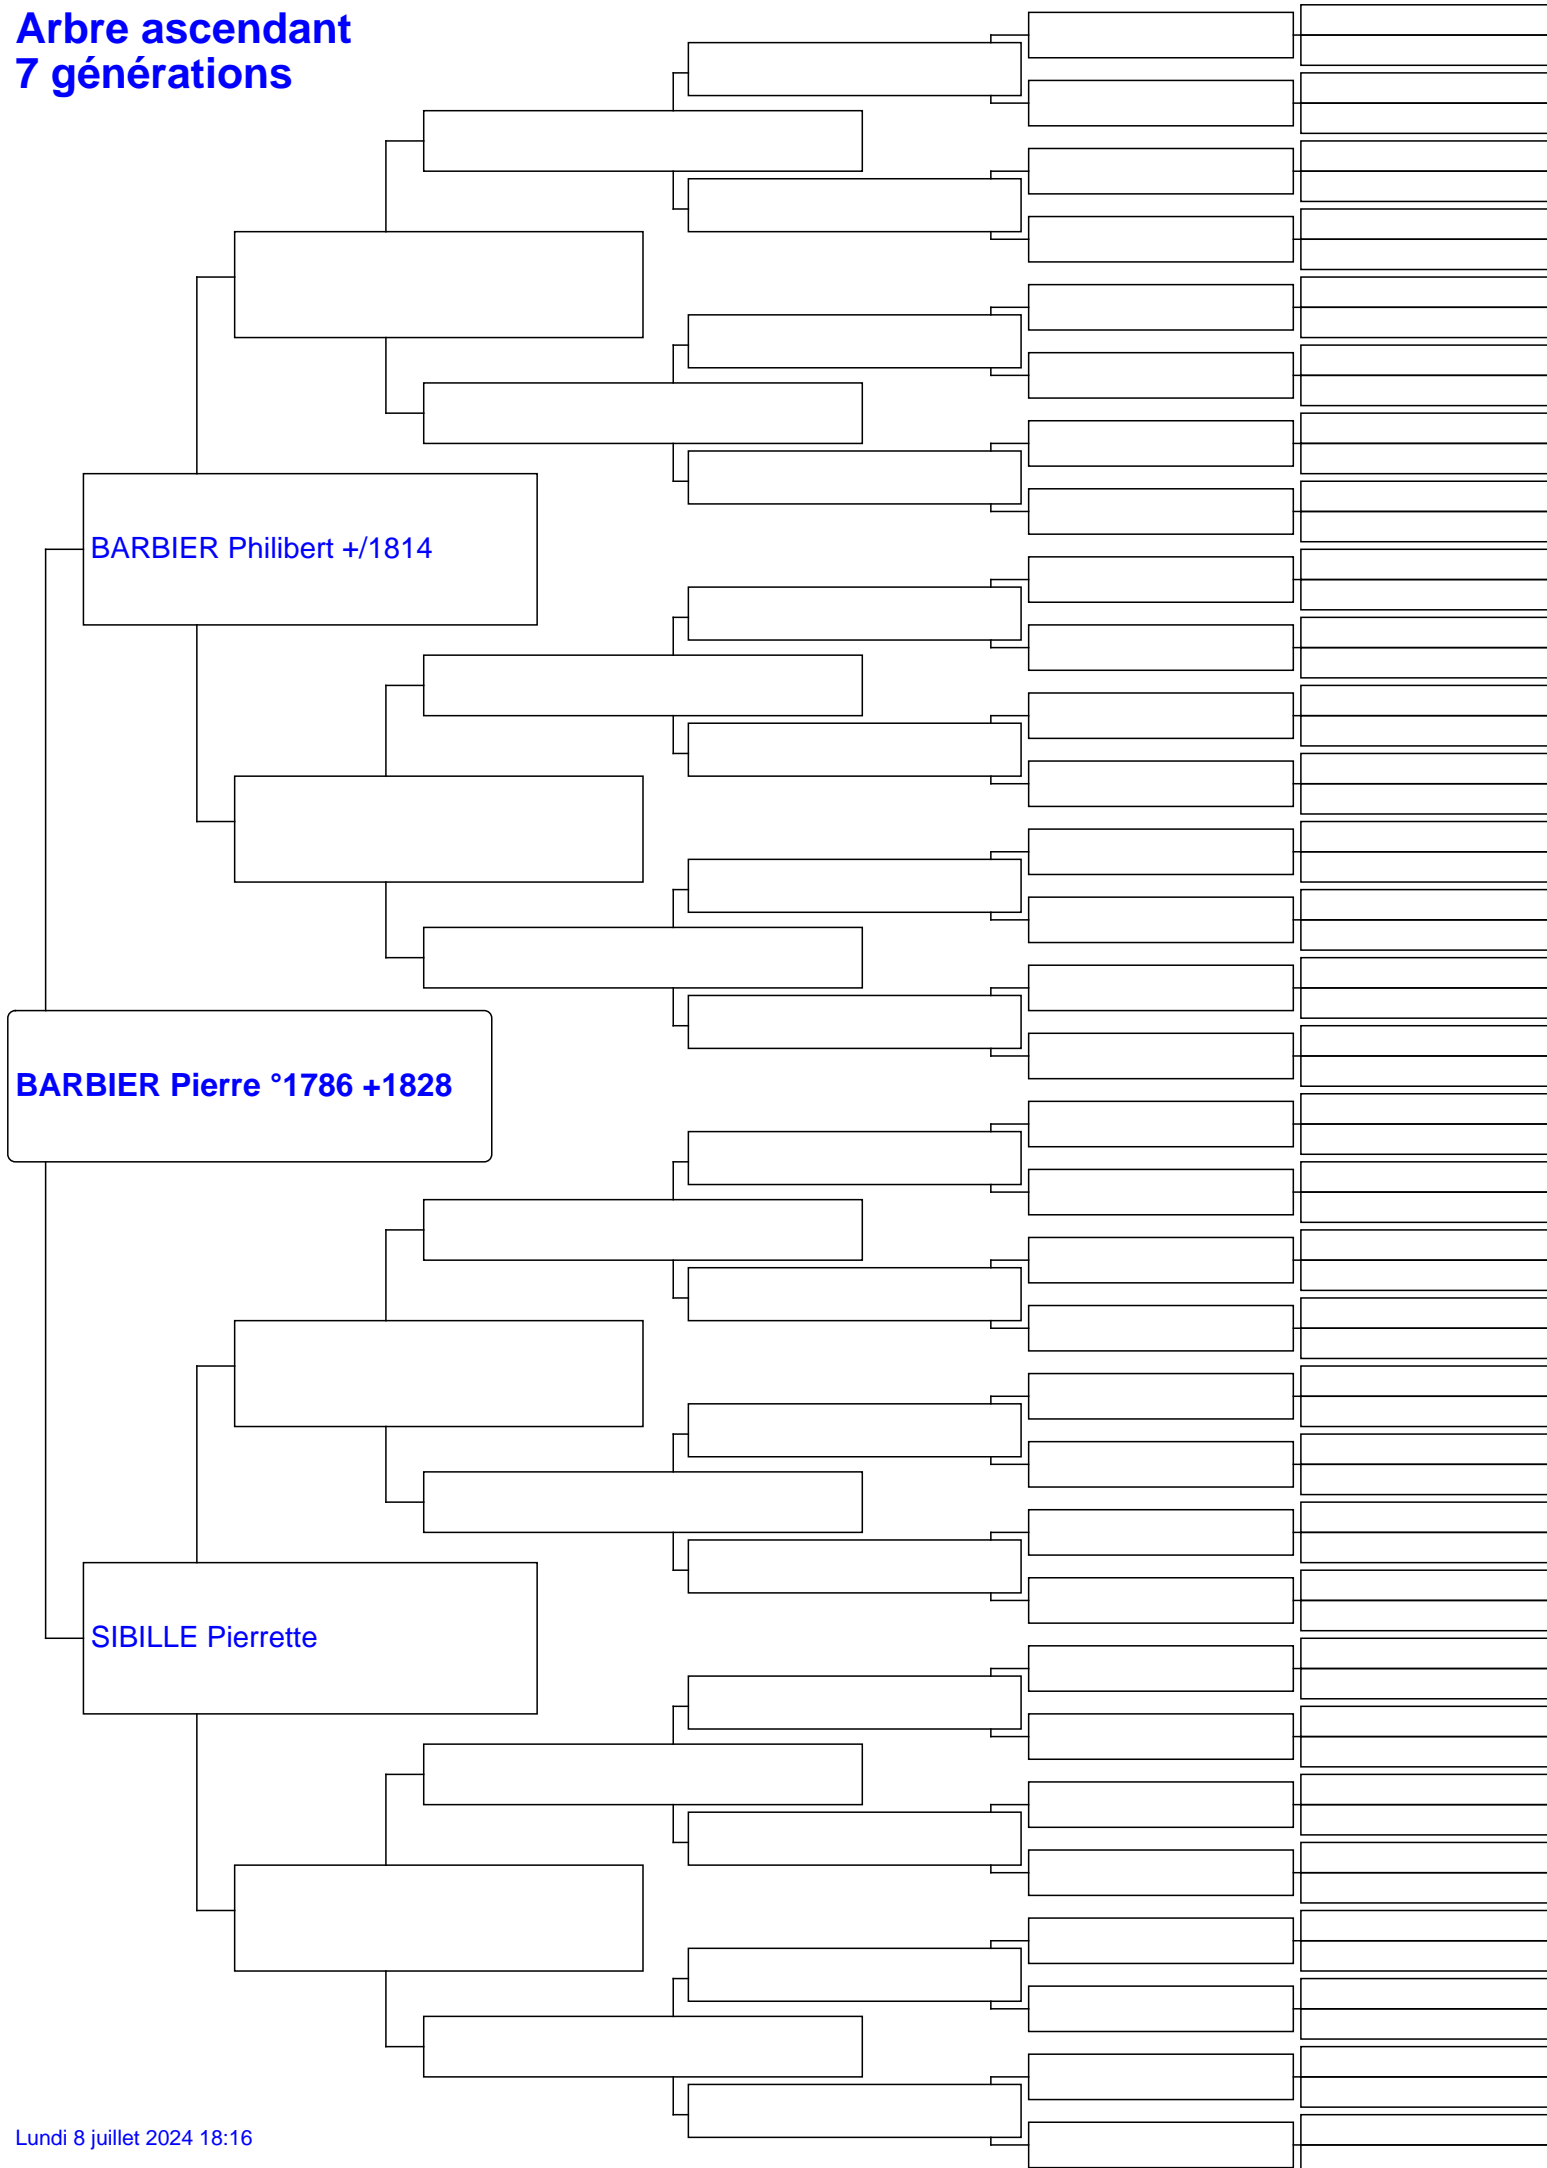 Arbre ascendant
7 générations
BARBIER Philibert +/1814
BARBIER Pierre °1786 +1828
SIBILLE Pierrette
Lundi 8 juillet 2024 18:16